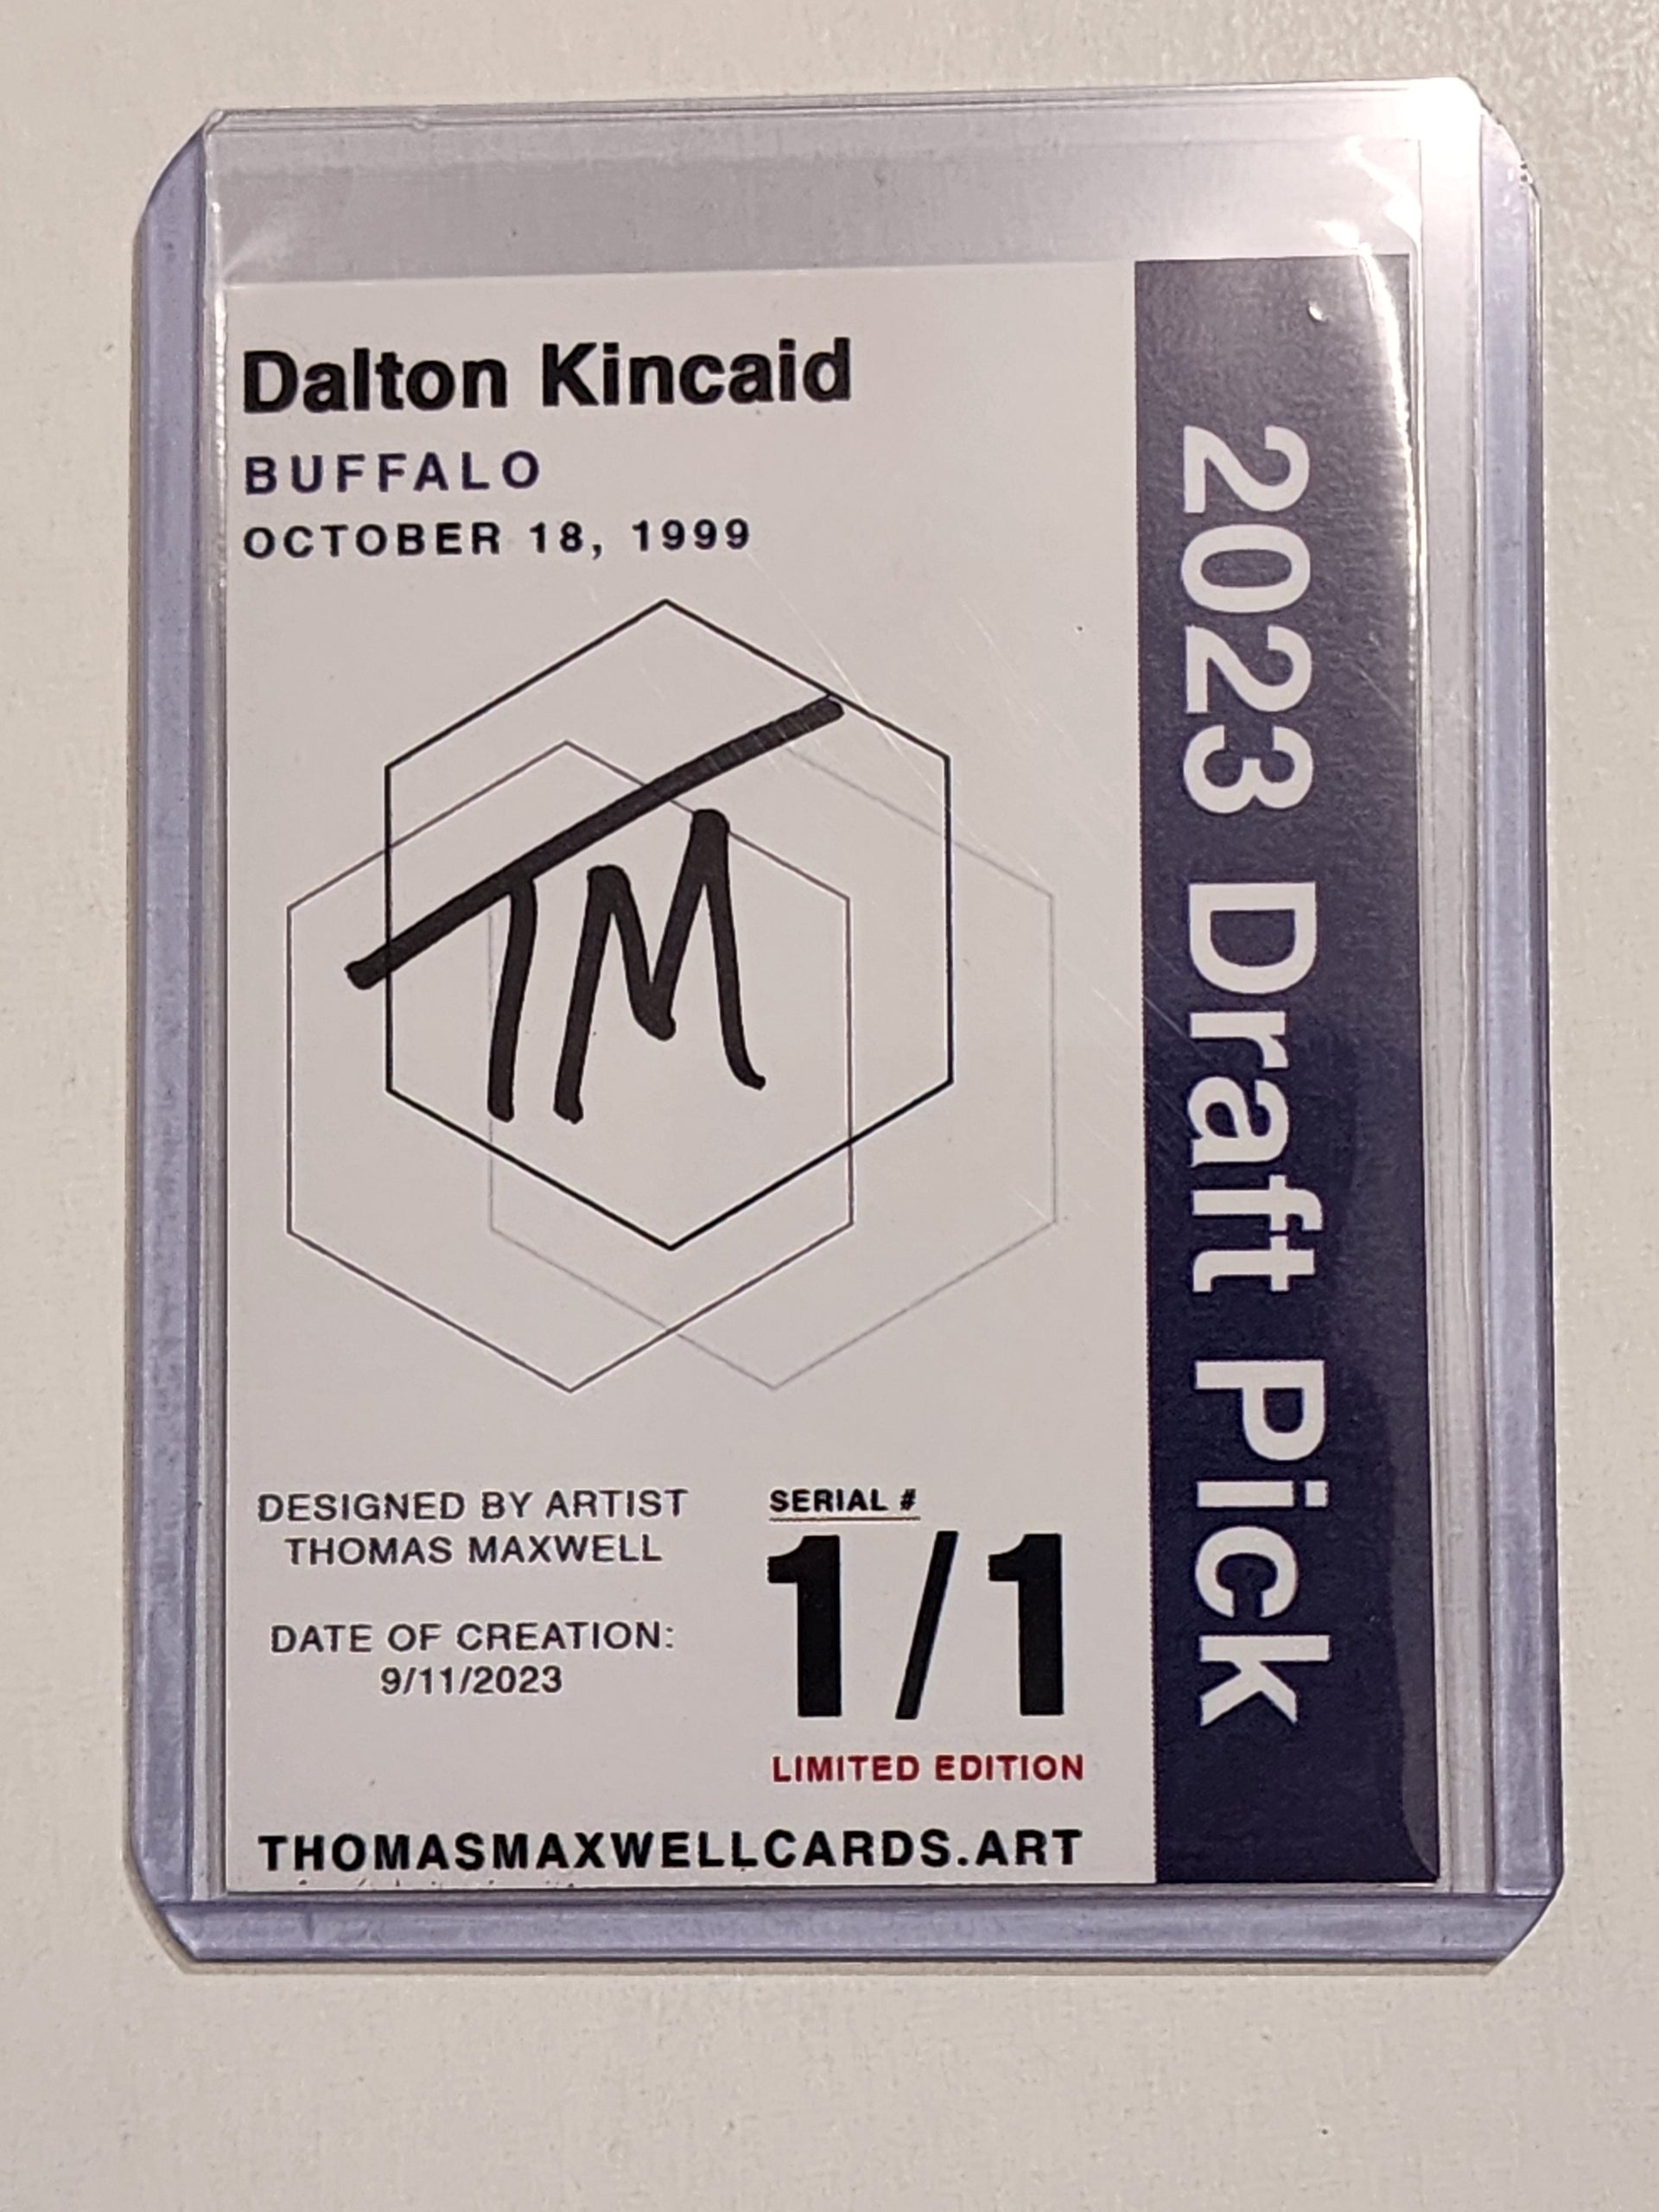 Dalton Kincaid
BUFFALO
OCTOBER 18, 1999
TM
DESIGNED BY ARTIST
THOMAS MAXWELL
DATE OF CREATION:
9/11/2023
SERIAL #
1/1
LIMITED EDITION
THOMASMAXWELLCARDS.ART
2023 Draft Pick